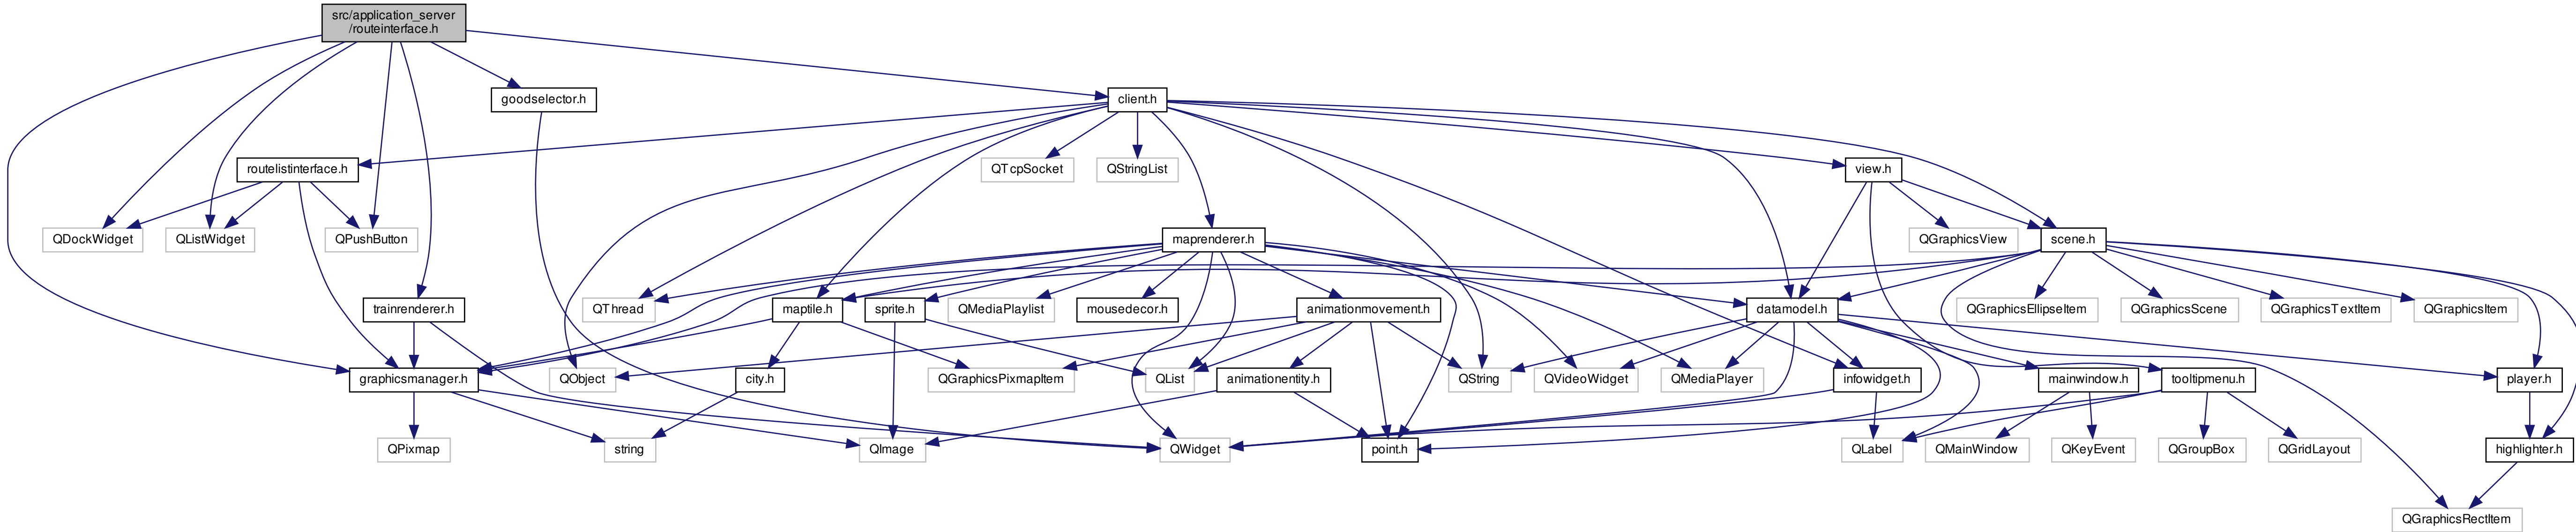 src/application_server
/routeinterface.h
goodselector.h
client.h
routelistinterface.h
QTcpSocket
QStringList
view.h
QDockWidget
QListWidget
QPushButton
maprenderer.h
QGraphicsView
scene.h
trainrenderer.h
QThread
maptile.h
sprite.h
QMediaPlaylist
mousedecor.h
animationmovement.h
datamodel.h
QGraphicsEllipseItem
QGraphicsScene
QGraphicsTextItem
QGraphicsItem
graphicsmanager.h
QObject
city.h
QGraphicsPixmapItem
QList
animationentity.h
QString
QVideoWidget
QMediaPlayer
infowidget.h
mainwindow.h
tooltipmenu.h
player.h
QPixmap
string
QImage
QWidget
point.h
QLabel
QMainWindow
QKeyEvent
QGroupBox
QGridLayout
highlighter.h
QGraphicsRectItem